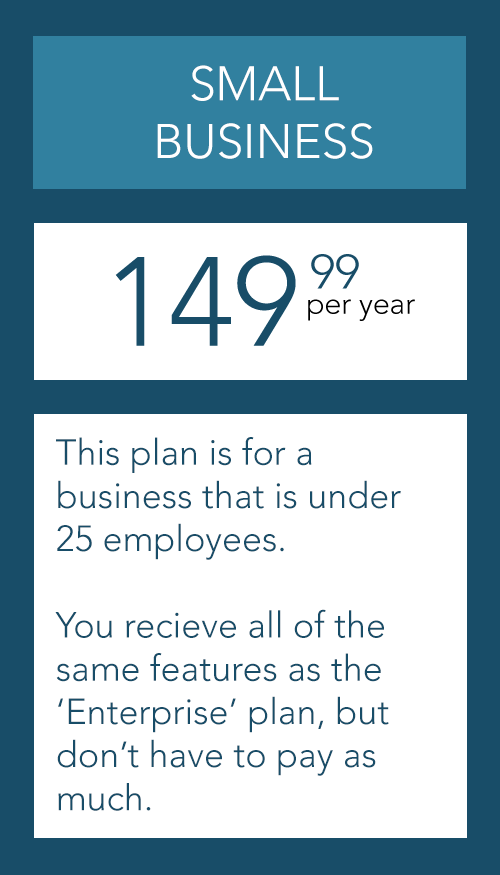 SMALL
BUSINESS
149 99
per year
This plan is for a
business that is under
25 employees.
You recieve all of the
same features as the
‘Enterprise’ plan, but
don’t have to pay as
much.